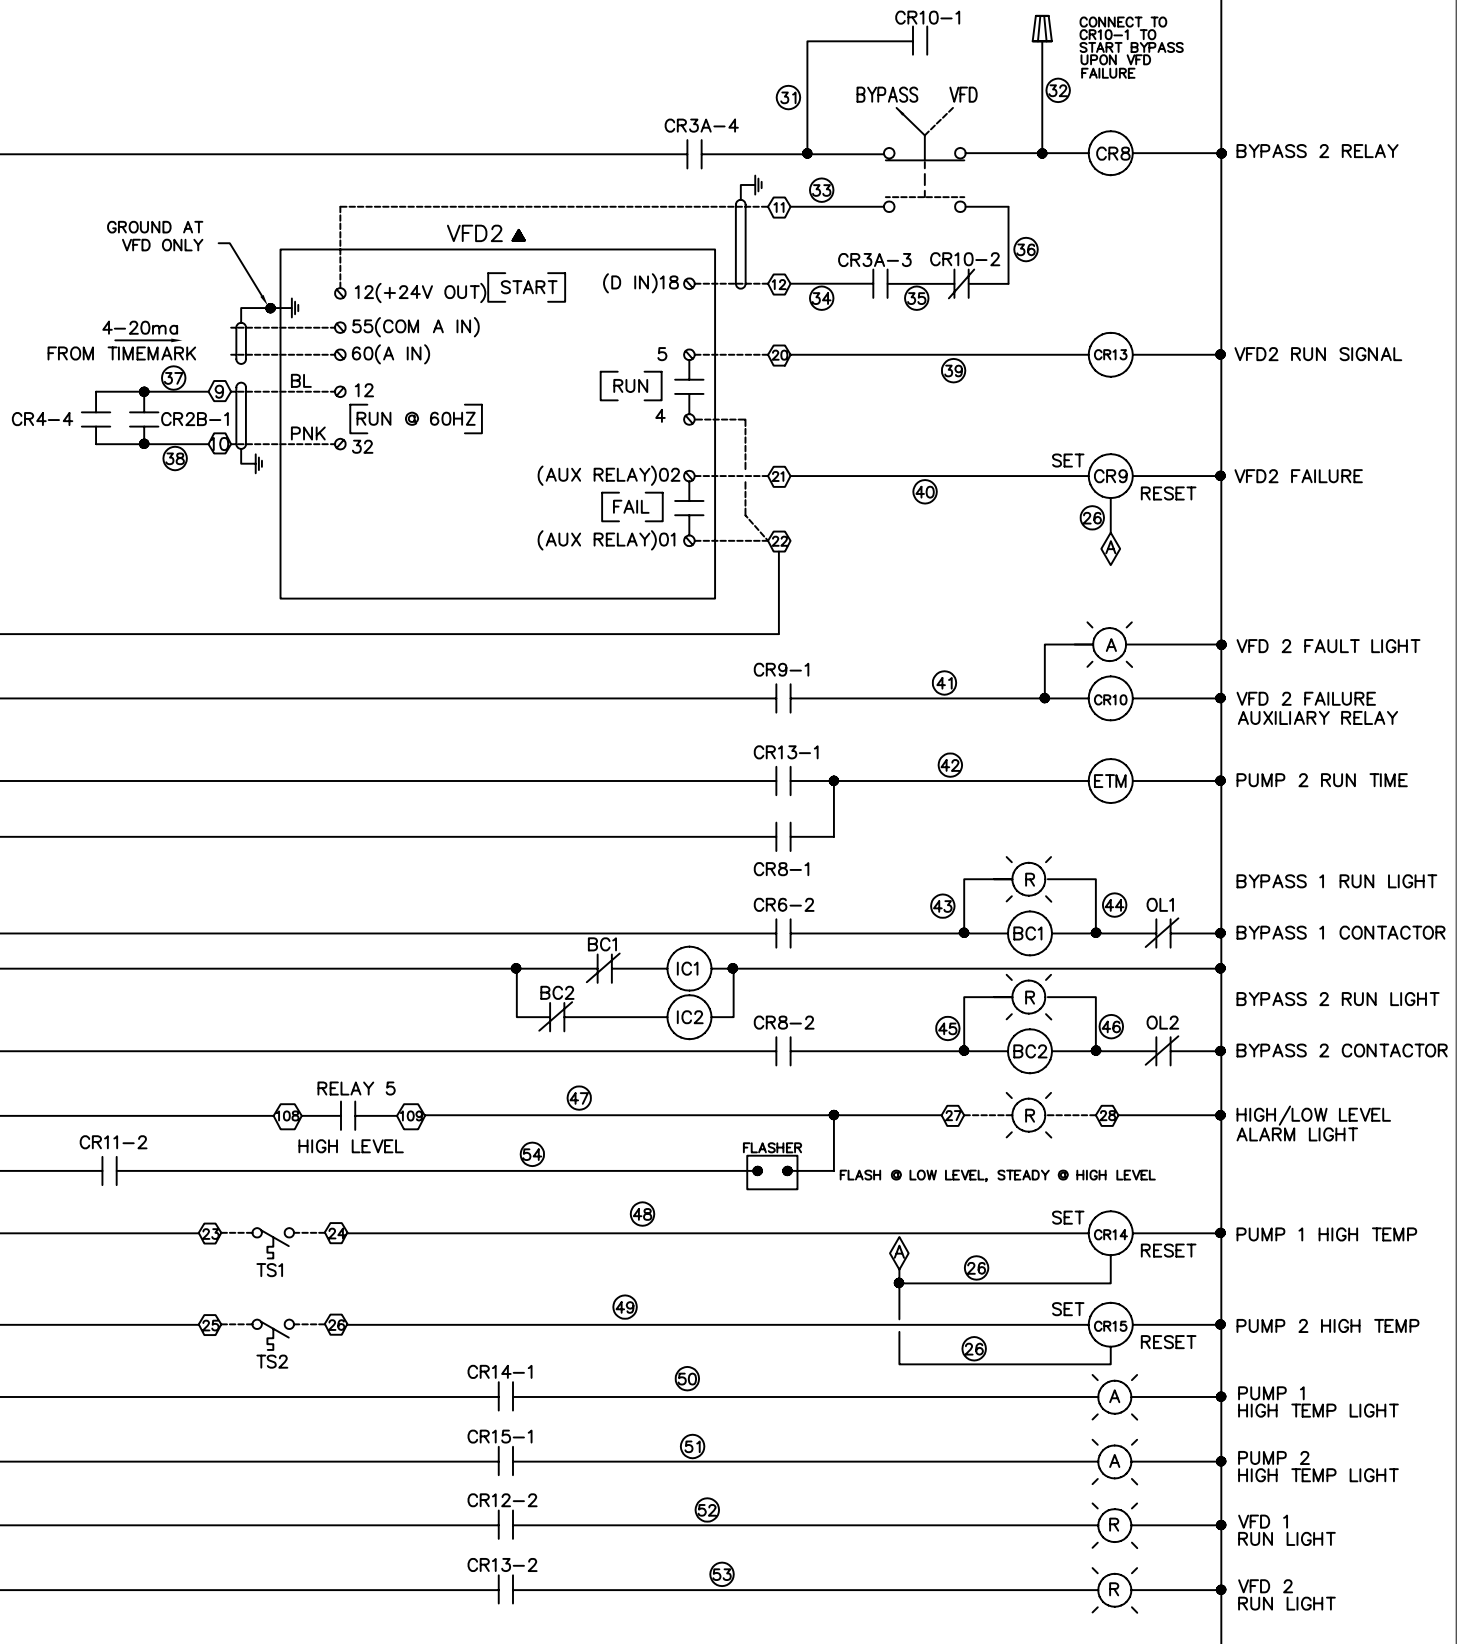 CR10-1
CONNECT TO
CR10-1 TO
START BYPASS
UPON VFD
FAILURE
31
BYPASS VFD
32
CR3A-4
CR8
BYPASS 2 RELAY
33
11
GROUND AT
VFD ONLY
VFD2
36
CR3A-3 CR10-2
12(+24V OUT) START
(D IN)18
12
34
35
4-20ma
FROM TIMEMARK
55(COM A IN)
60(A IN)
5
20
39
CR13
VFD2 RUN SIGNAL
37
9
BL
12
RUN
CR4-4
CR2B-1
RUN @ 60HZ
4
38
10
PNK
32
(AUX RELAY)02
21
40
SET
CR9
RESET
VFD2 FAILURE
FAIL
26
A
(AUX RELAY)01
22
A
VFD 2 FAULT LIGHT
CR9-1
41
CR10
VFD 2 FAILURE
AUXILIARY RELAY
CR13-1
42
ETM
PUMP 2 RUN TIME
CR8-1
R
BYPASS 1 RUN LIGHT
CR6-2
43
44
OL1
BC1
BYPASS 1 CONTACTOR
BC1
IC1
BC2
IC2
R
BYPASS 2 RUN LIGHT
CR8-2
45
46
OL2
BC2
BYPASS 2 CONTACTOR
RELAY 5
47
108
109
27
R
28
HIGH/LOW LEVEL
ALARM LIGHT
HIGH LEVEL
CR11-2
54
FLASHER
FLASH @ LOW LEVEL, STEADY @ HIGH LEVEL
48
23
24
TS1
SET
CR14
RESET
PUMP 1 HIGH TEMP
A
26
49
25
26
TS2
SET
CR15
RESET
PUMP 2 HIGH TEMP
26
CR14-1
50
A
PUMP 1
HIGH TEMP LIGHT
CR15-1
51
A
PUMP 2
HIGH TEMP LIGHT
CR12-2
52
R
VFD 1
RUN LIGHT
CR13-2
53
R
VFD 2
RUN LIGHT